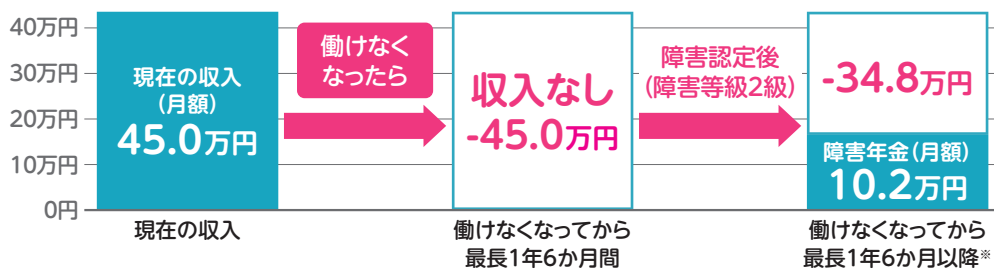 40万円
30万円
20万円
10万円
0円
現在の収入
（月額）
45.0万円
現在の収入
働けなく
なったら
収入なし
-45.0万円
働けなくなってから
最長1年6か月間
障害認定後
（障害等級2級）
-34.8万円
障害年金（月額）
10.2万円
働けなくなってから
最長1年6か月以降※